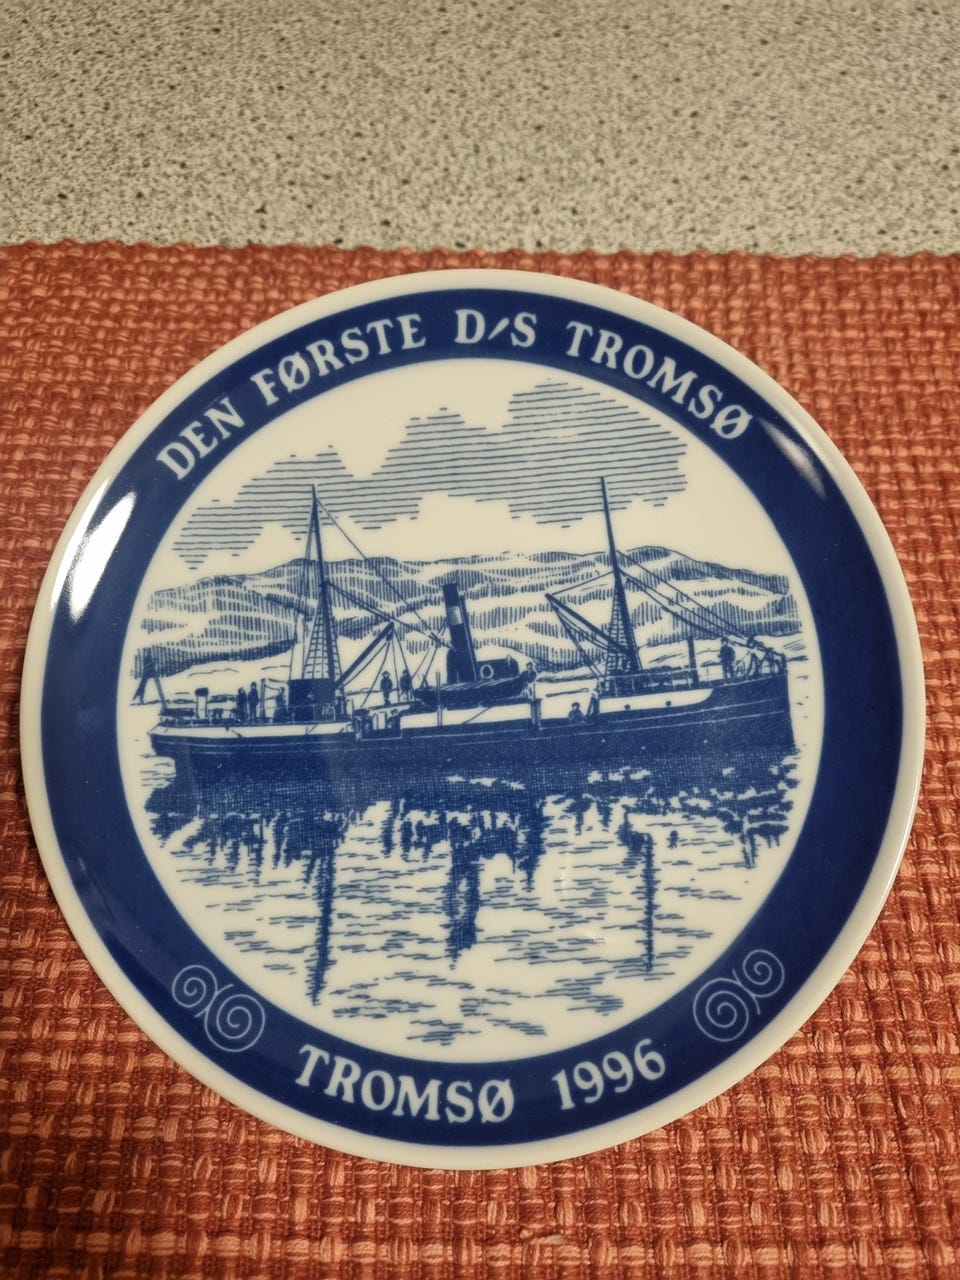 DEN FØRSTE D/S TROMSØ
TROMSØ 1996